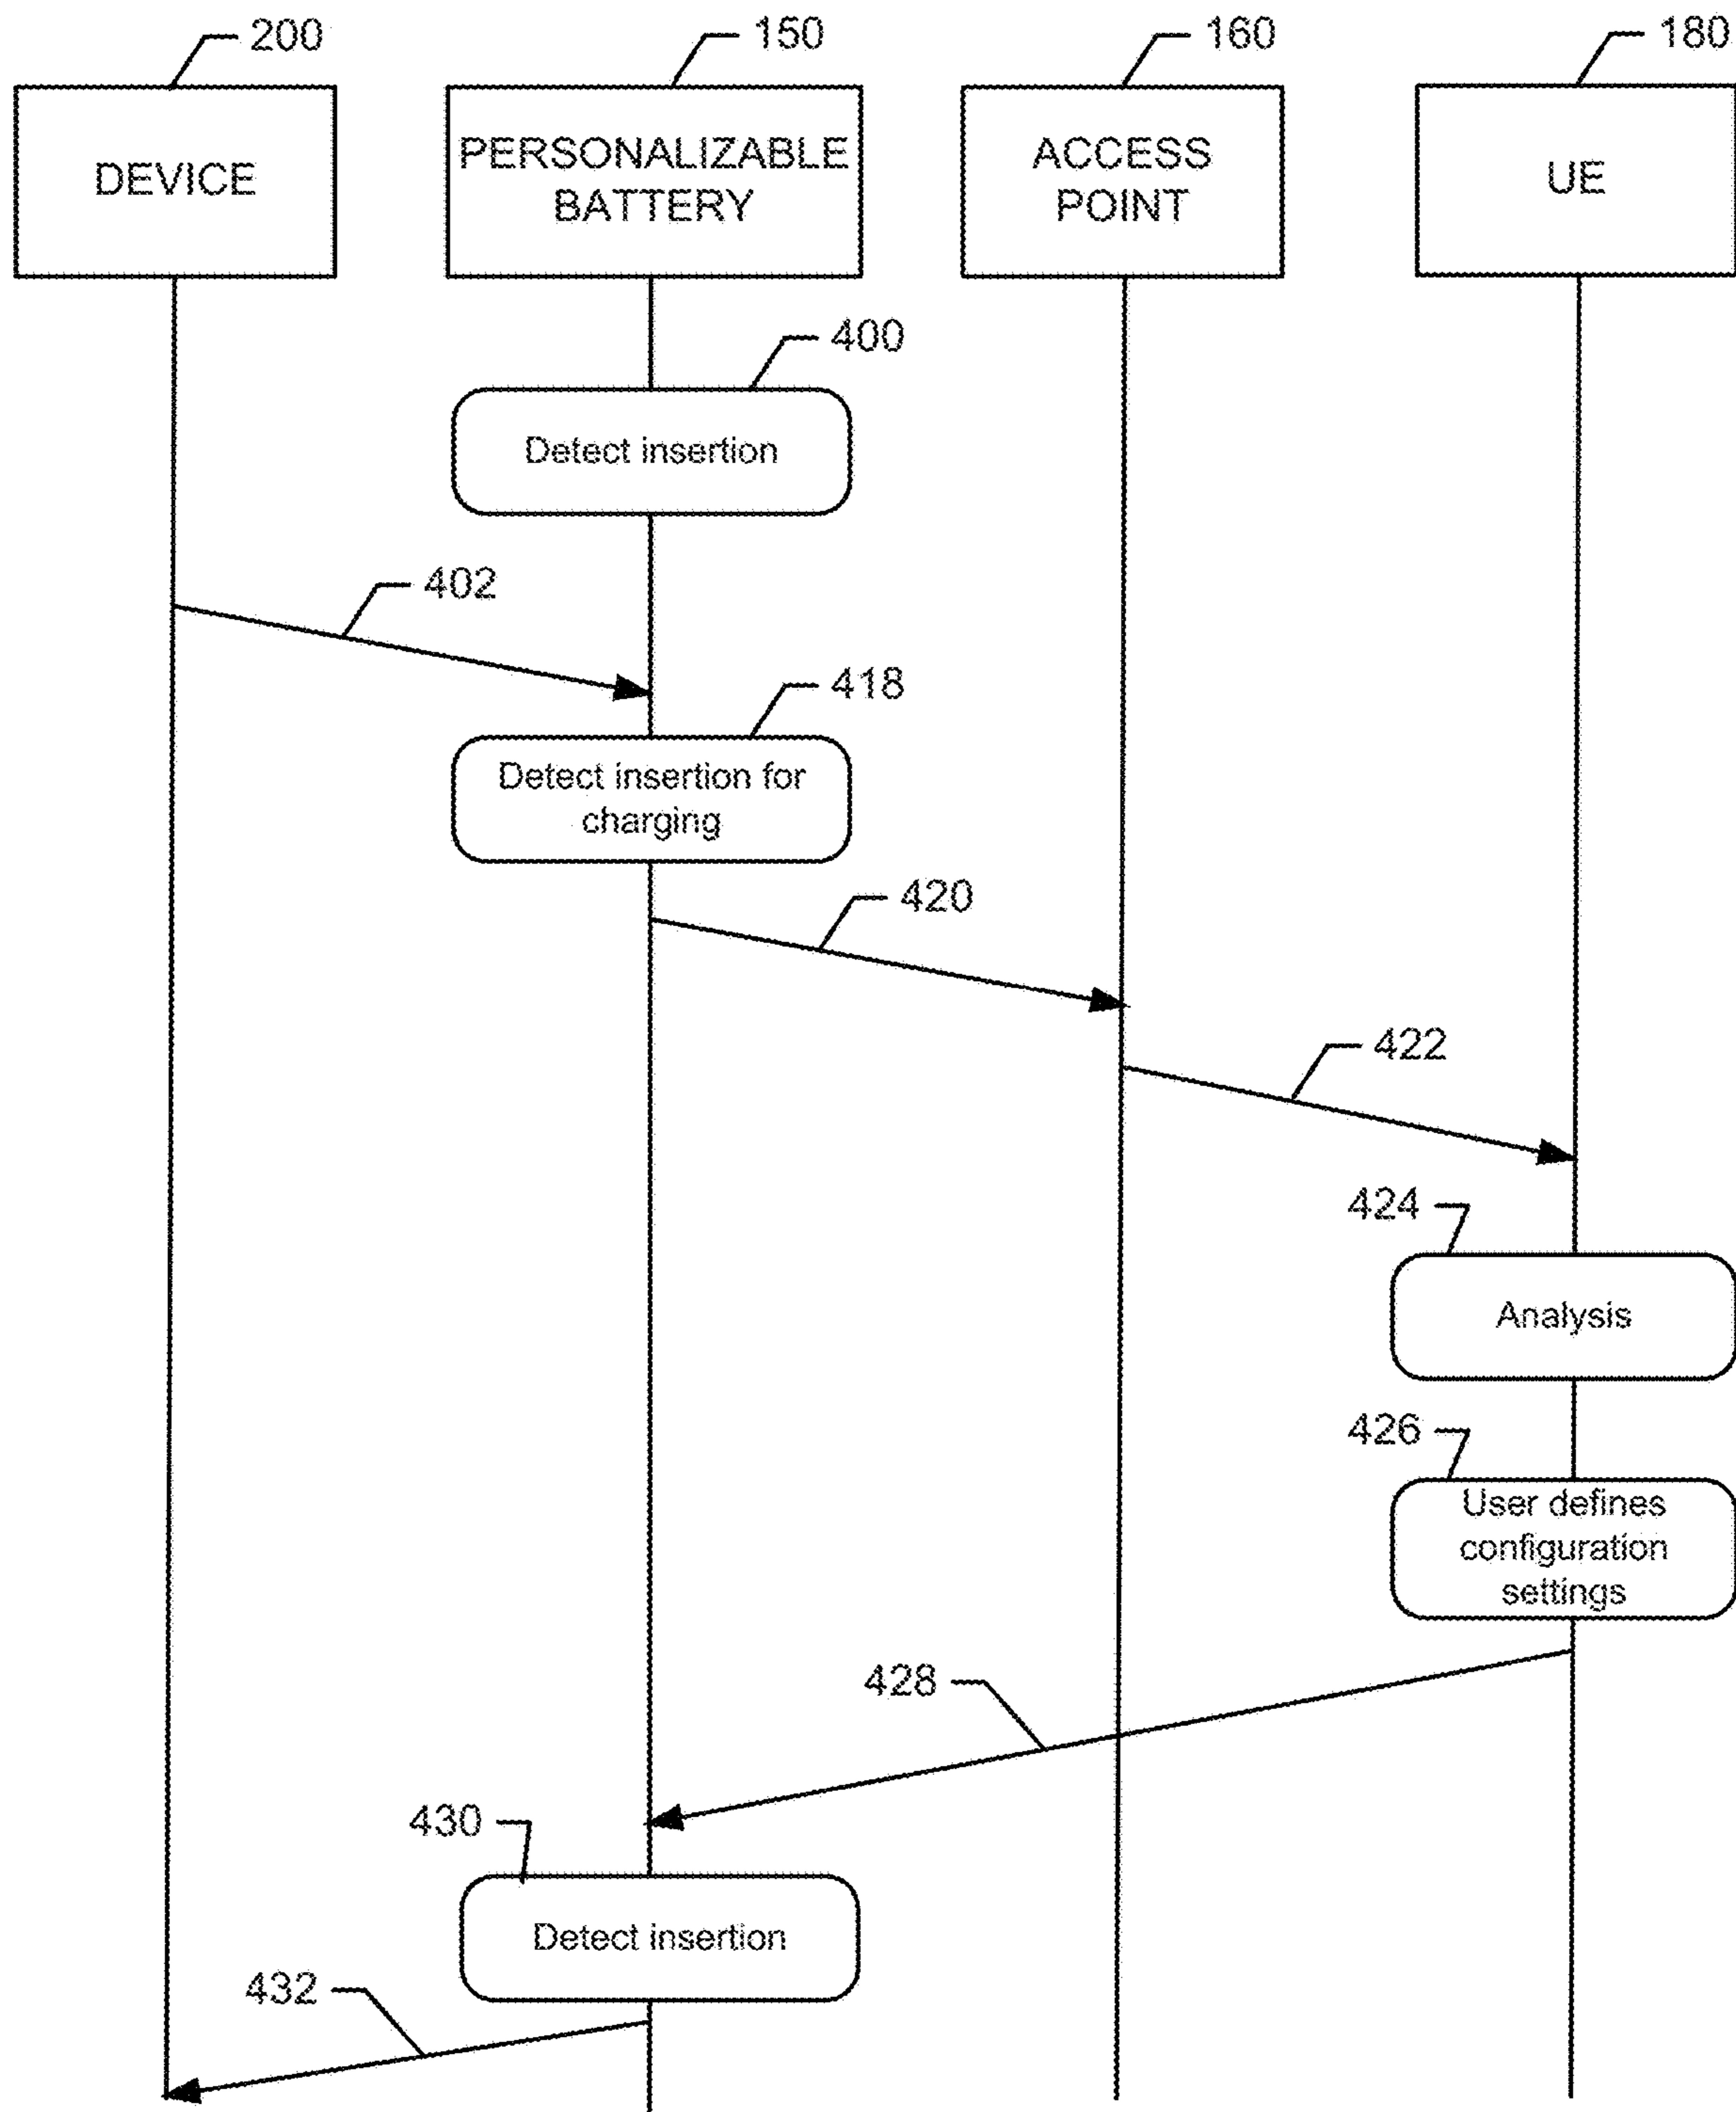 200
150
160
180
DEVICE
PERSONALIZABLE
BATTERY
ACCESS
POINT
UE
400
Detect insertion
402
418
Detect insertion for
charging
420
422
424
Analysis
426
User defines
configuration
settings
428
430
Detect insertion
432